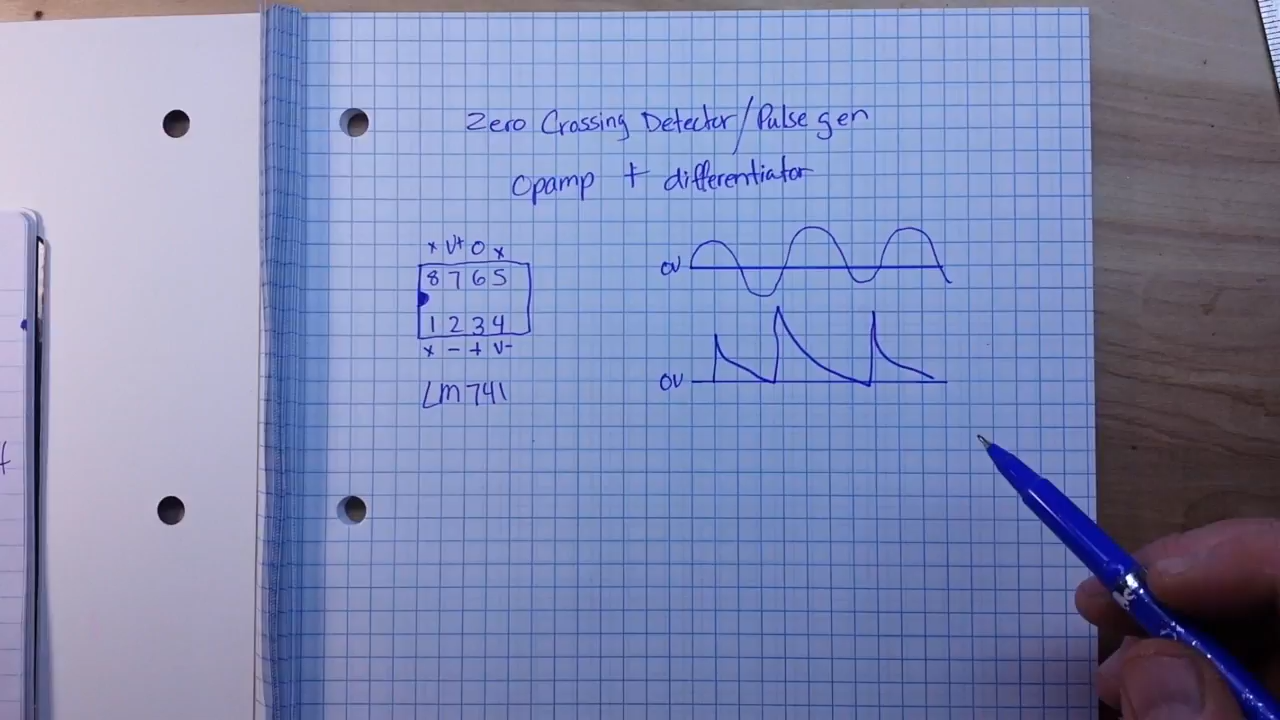 Zero Crossing Detector/Pulse gen
Opamp + differentiator
x V+ O x
8 7 6 5
1 2 3 4
x - + V-
LM741
0V
0V